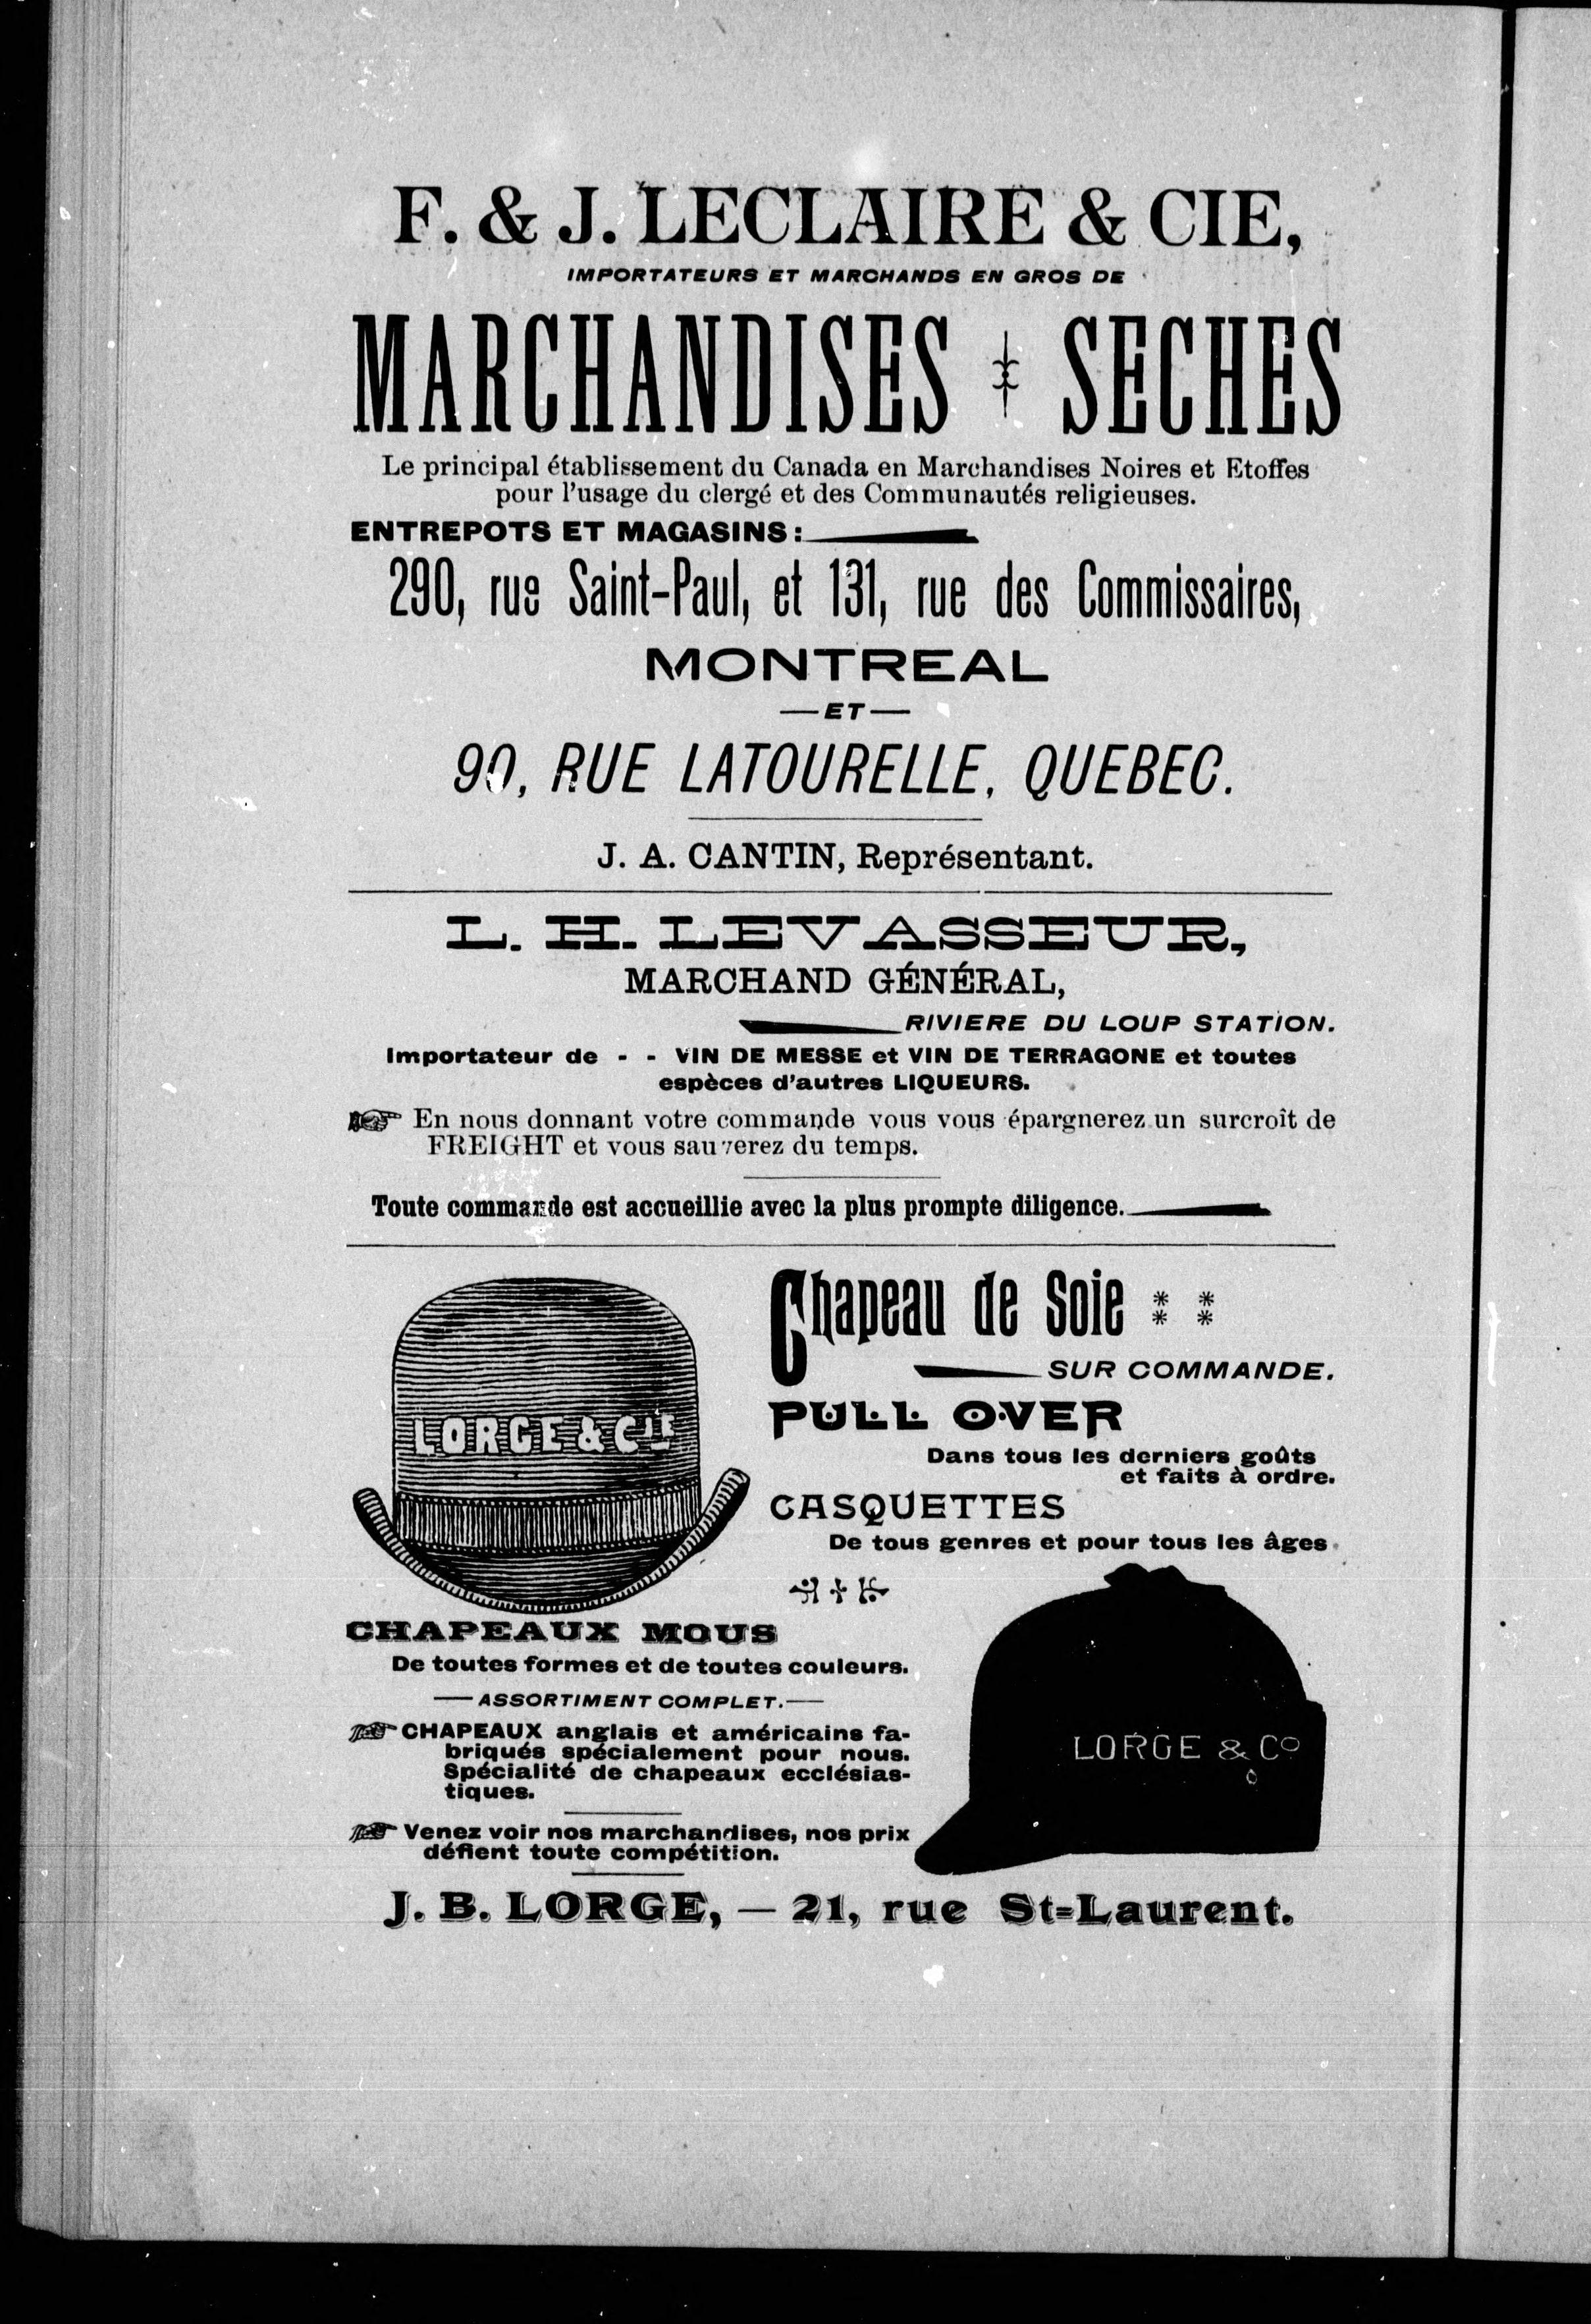 F. & J. LECLAIRE & CIE,
IMPORTATEURS ET MARCHANDS EN GROS DE
MARCHANDISES SECHES
Le principal établissement du Canada en Marchandises Noires et Etoffes
pour l'usage du clergé et des Communautés religieuses.
ENTREPOTS ET MAGASINS:
290, rue Saint-Paul, et 131, rue des Commissaires,
MONTREAL
—ET—
90, RUE LATOURELLE, QUEBEC.
J. A. CANTIN, Représentant.
L. H. LEVASSEUR,
MARCHAND GÉNÉRAL,
RIVIERE DU LOUP STATION.
Importateur de - - VIN DE MESSE et VIN DE TERRAGONE et toutes
espèces d'autres LIQUEURS.
☞ En nous donnant votre commande vous vous épargnerez un surcroît de
FREIGHT et vous sauverez du temps.
Toute commande est accueillie avec la plus prompte diligence.
Chapeau de Soie
SUR COMMANDE.
PULL OVER
Dans tous les derniers goûts
et faits à ordre.
CASQUETTES
De tous genres et pour tous les âges.
LORGE & CIE
CHAPEAUX MOUS
De toutes formes et de toutes couleurs.
—ASSORTIMENT COMPLET.—
☞ CHAPEAUX anglais et américains fa-
briqués spécialement pour nous.
Spécialité de chapeaux ecclésias-
tiques.
☞ Venez voir nos marchandises, nos prix
défient toute compétition.
LORGE & Co
J. B. LORGE, — 21, rue St-Laurent.